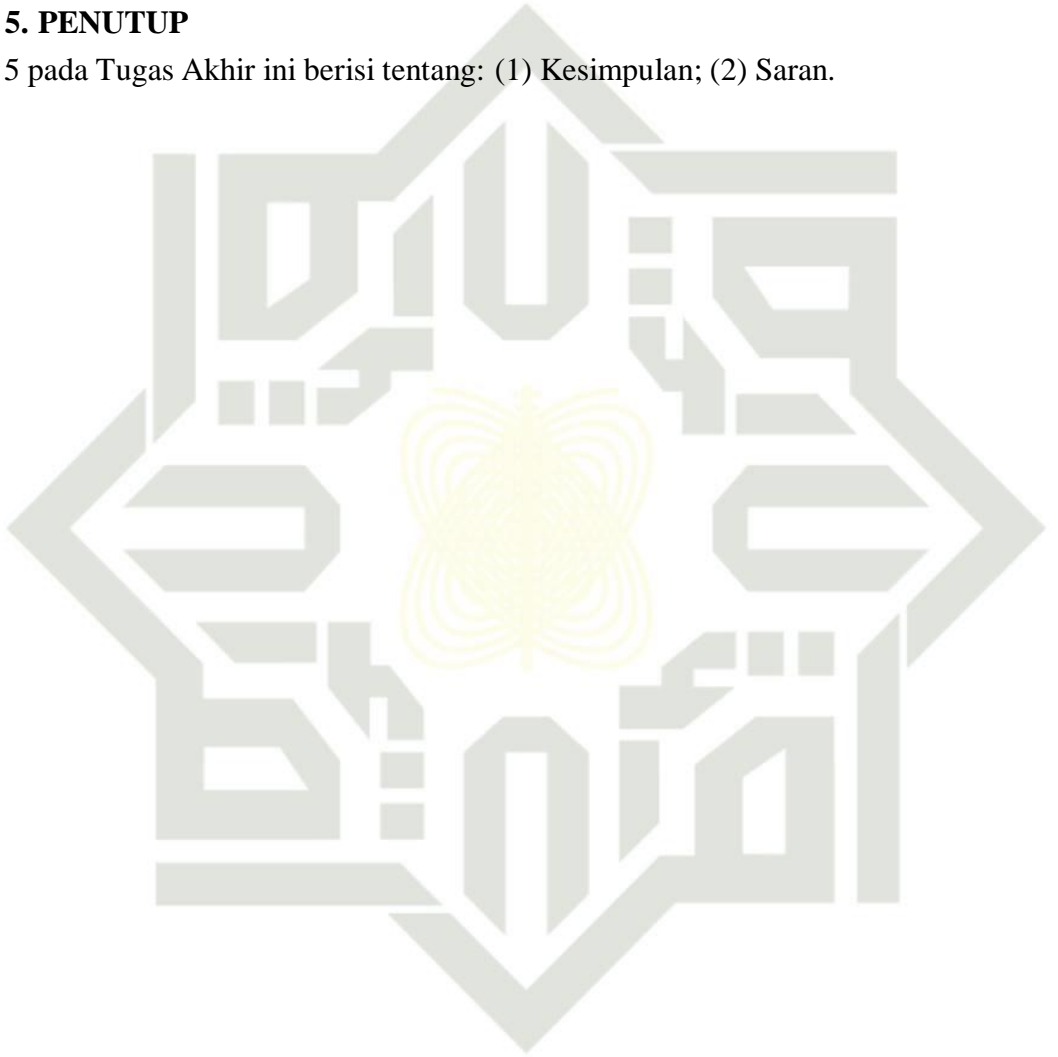 5. PENUTUP
5 pada Tugas Akhir ini berisi tentang: (1) Kesimpulan; (2) Saran.